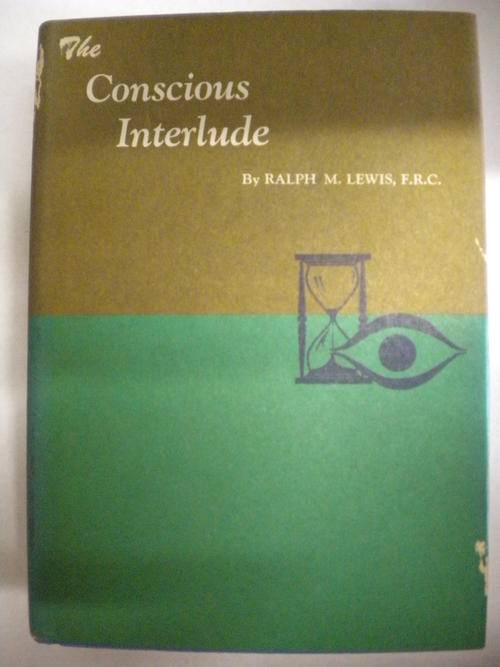 The
Conscious
Interlude
By RALPH M. LEWIS, F.R.C.